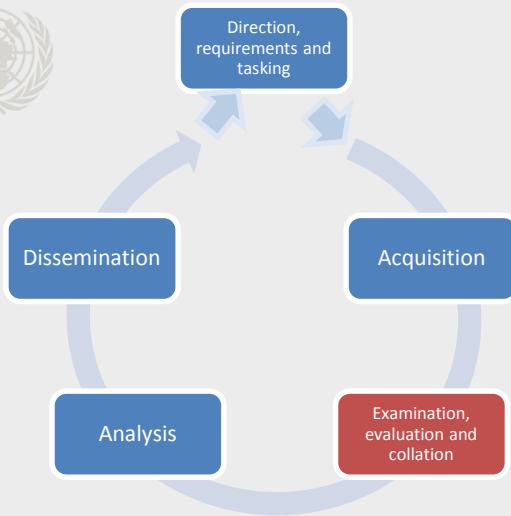 Direction,
requirements and
tasking
Acquisition
Examination,
evaluation and
collation
Analysis
Dissemination